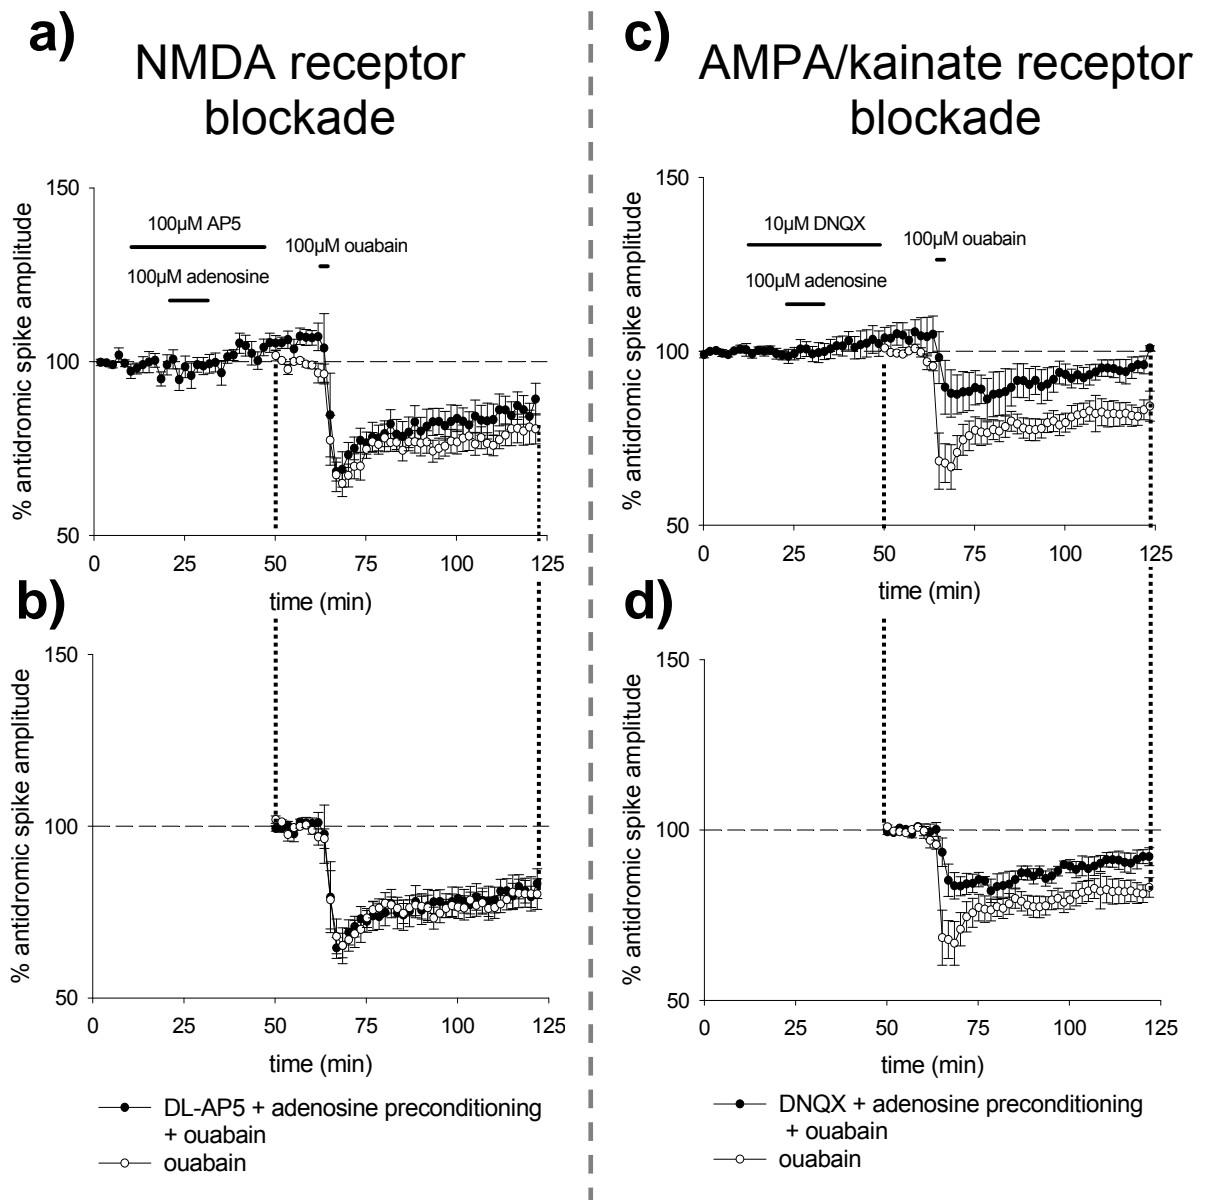 a)
NMDA receptor
blockade
150
100µM AP5
100µM ouabain
100µM adenosine
100
50
% antidromic spike amplitude
0 25 50 75 100 125
time (min)
b)
150
100
50
% antidromic spike amplitude
0 25 50 75 100 125
time (min)
DL-AP5 + adenosine preconditioning
+ ouabain
ouabain
c)
AMPA/kainate receptor
blockade
150
10µM DNQX
100µM ouabain
100µM adenosine
100
50
% antidromic spike amplitude
0 25 50 75 100 125
time (min)
d)
150
100
50
% antidromic spike amplitude
0 25 50 75 100 125
time (min)
DNQX + adenosine preconditioning
+ ouabain
ouabain